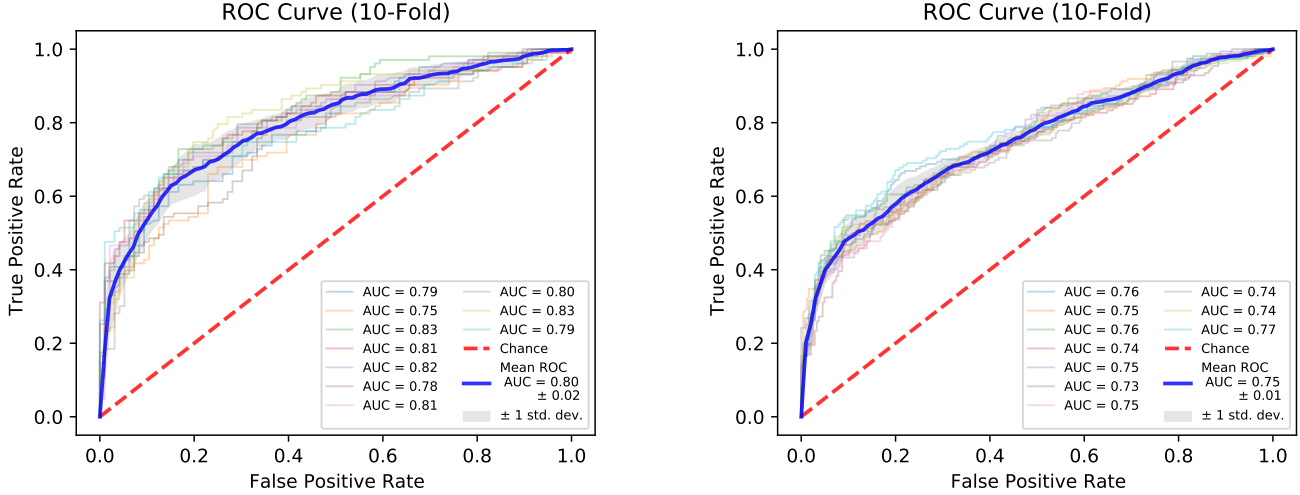 ROC Curve (10-Fold)
True Positive Rate
1.0
0.8
0.6
0.4
0.2
0.0
AUC = 0.79
AUC = 0.75
AUC = 0.83
AUC = 0.81
AUC = 0.82
AUC = 0.78
AUC = 0.81
AUC = 0.80
AUC = 0.83
AUC = 0.79
Chance
Mean ROC
AUC = 0.80
± 0.02
± 1 std. dev.
0.0 0.2 0.4 0.6 0.8 1.0
False Positive Rate
ROC Curve (10-Fold)
True Positive Rate
1.0
0.8
0.6
0.4
0.2
0.0
AUC = 0.76
AUC = 0.75
AUC = 0.76
AUC = 0.74
AUC = 0.75
AUC = 0.73
AUC = 0.75
AUC = 0.74
AUC = 0.74
AUC = 0.77
Chance
Mean ROC
AUC = 0.75
± 0.01
± 1 std. dev.
0.0 0.2 0.4 0.6 0.8 1.0
False Positive Rate